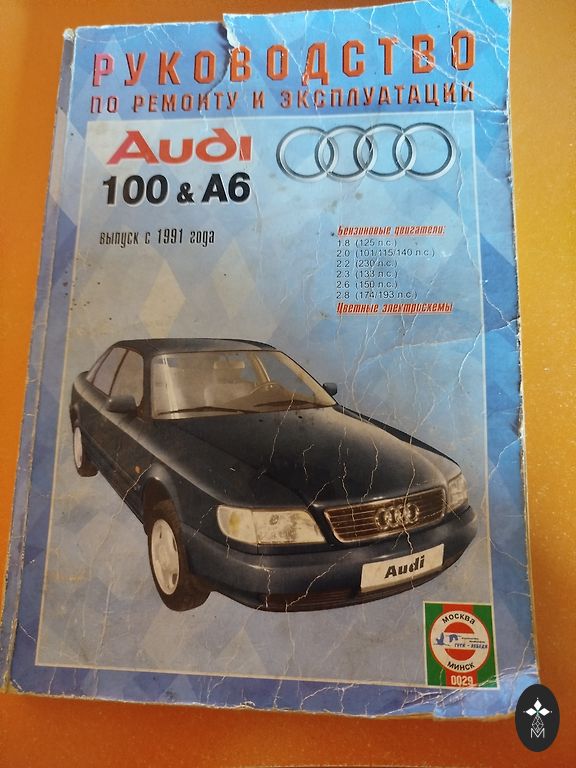 РУКОВОДСТВО
ПО РЕМОНТУ И ЭКСПЛУАТАЦИИ
Audi
100 & A6
выпуск с 1991 года
Бензиновые двигатели:
1.8 (125 л.с.)
2.0 (101/115/140 л.с.)
2.2 (230 л.с.)
2.3 (133 л.с.)
2.6 (150 л.с.)
2.8 (174/193 л.с.)
Цветные электросхемы
Audi
МОСКВА
ГУСИ-ЛЕБЕДИ
МИНСК
0029
M